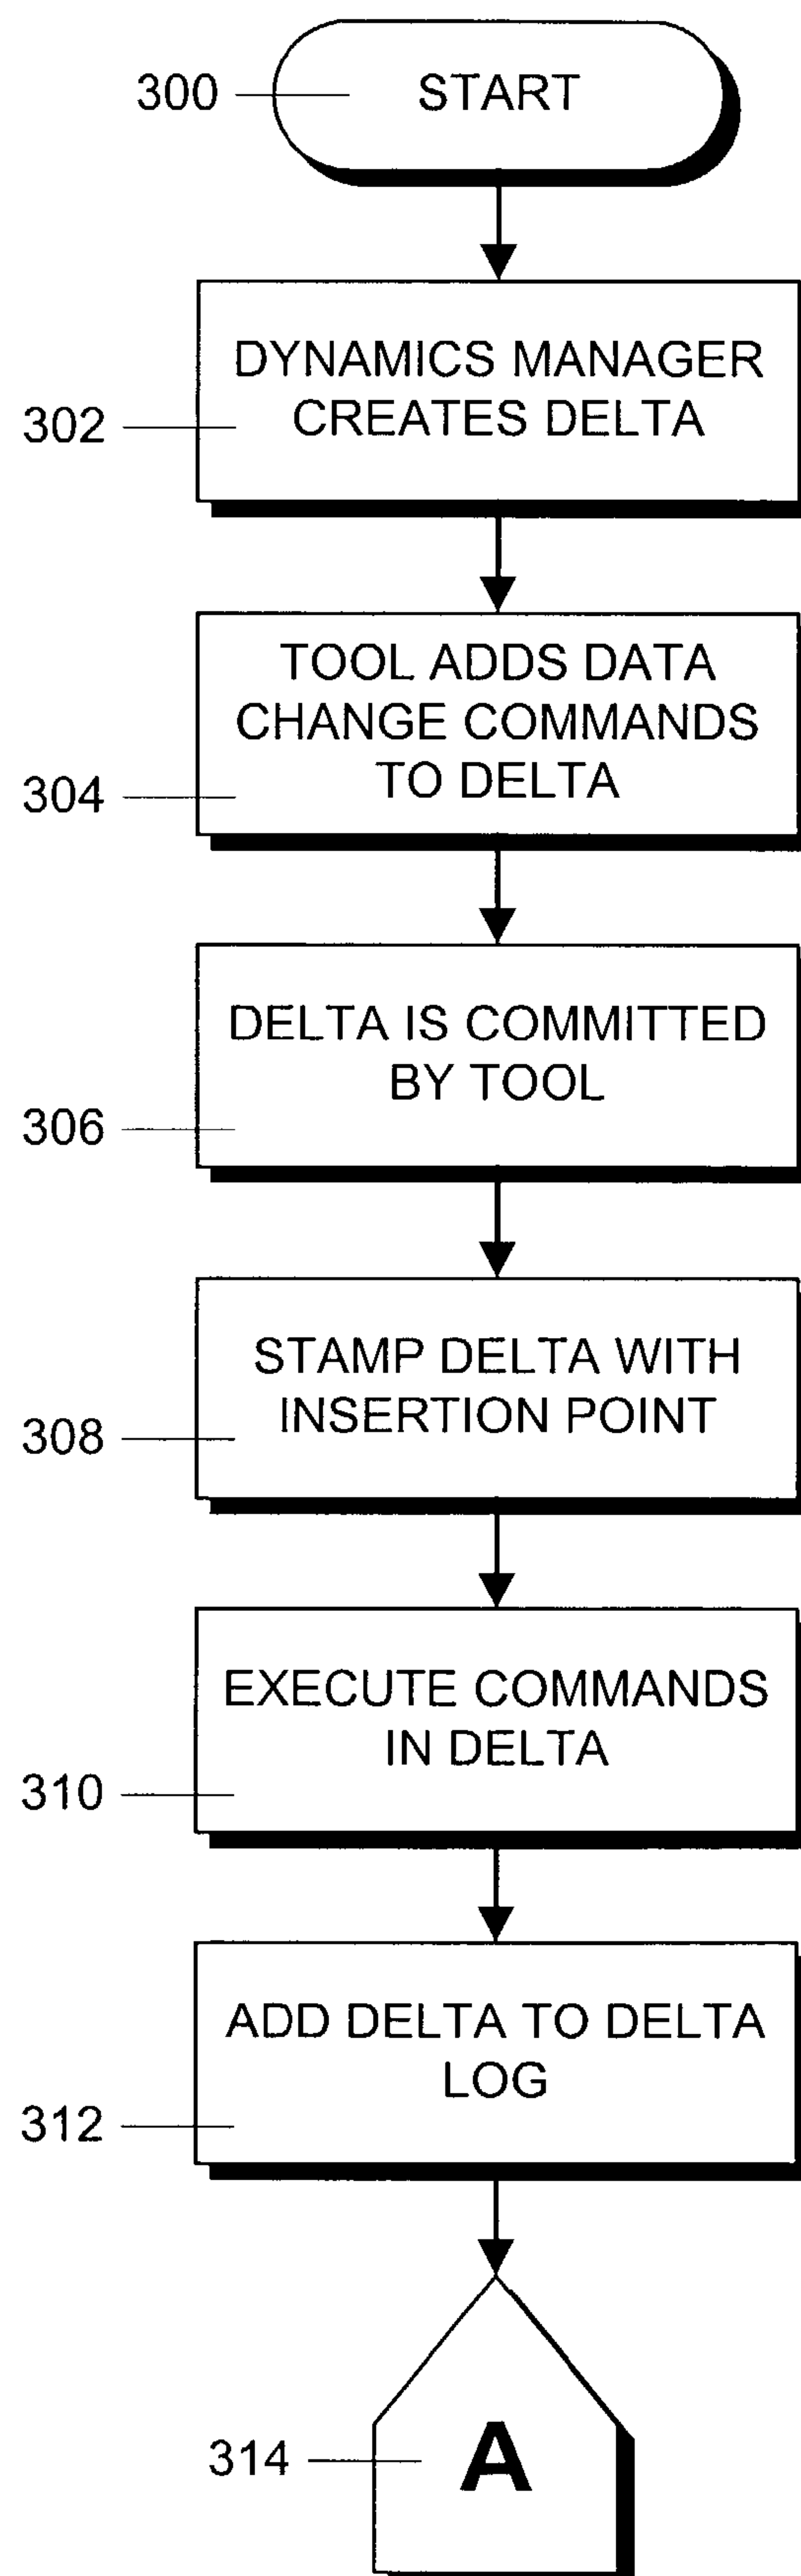 300
START
DYNAMICS MANAGER
CREATES DELTA
302
TOOL ADDS DATA
CHANGE COMMANDS
TO DELTA
304
DELTA IS COMMITTED
BY TOOL
306
STAMP DELTA WITH
INSERTION POINT
308
EXECUTE COMMANDS
IN DELTA
310
ADD DELTA TO DELTA
LOG
312
314
A